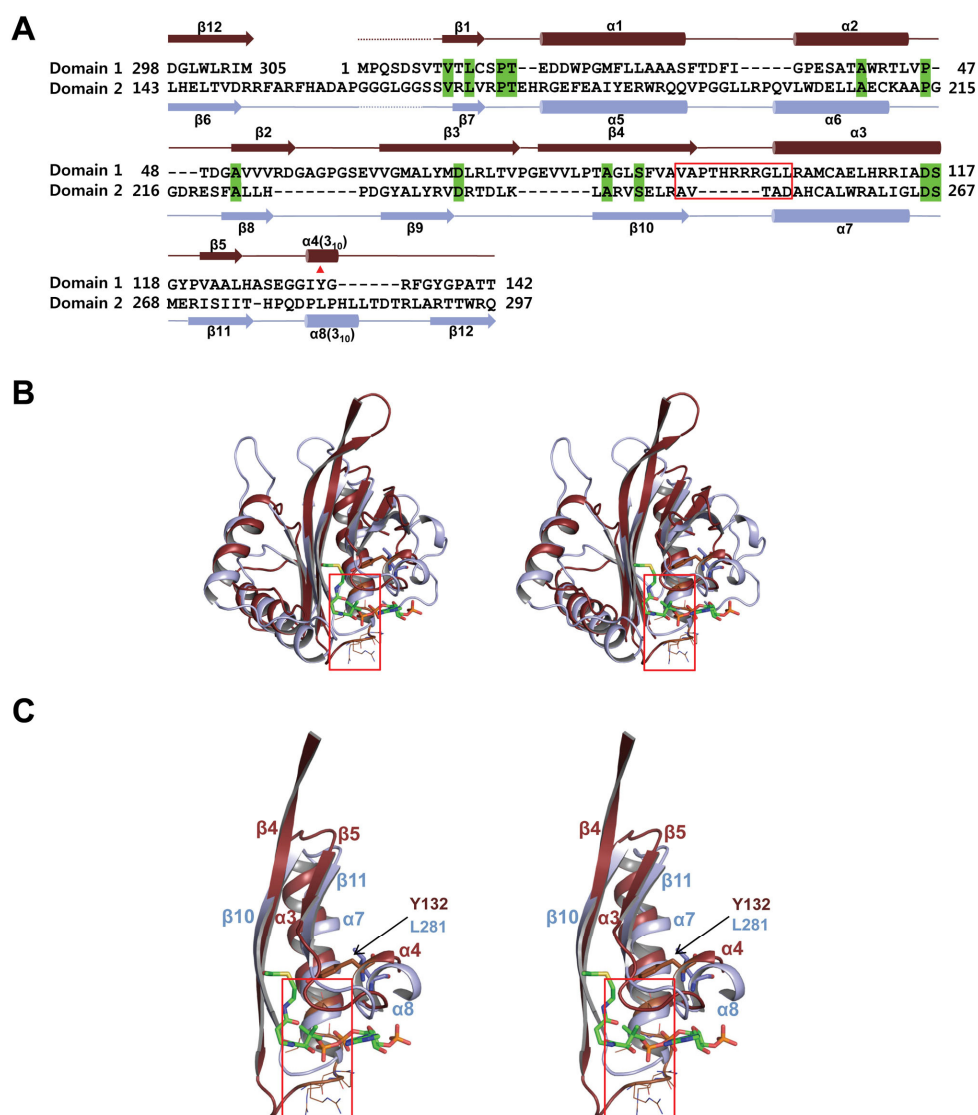 A
β12 β1 α1 α2
Domain 1 298 DGLWLRIM 305 1 MPQSDSVTVTLCSPTT---EDDWPGMFLLAAASFTDFI-----GPESATAWRTLVP- 47
Domain 2 143 LHELTVDRRFARFHADAPGGGLGGSSVRLVRPTEHRGEFEAIYERWRQQVPGGLLRPQVLWDELLAECKAAPG 215
β6 β7 α5 α6
β2 β3 β4 α3
Domain 1 48 ---TDGAVVVRDGAGPGSEVVGMALYMDLRLTVPGEVVLPTAGLSFVAVAPTHRRRGLLRAMCAELHRRIADS 117
Domain 2 216 GDRESFALLH-------PDGYALYRVDRTDLK------LARVSELRAV------TADAHCALWRALIGLDS 267
β8 β9 β10 α7
β5 α4(3₁₀)
Domain 1 118 GYPVAALHASEGGIYG------RFGYGPATT 142
Domain 2 268 MERISIIT-HPQDPLPHLLTDTRLARTTWRQ 297
β11 α8(3₁₀) β12
B
C
β4 β5 β11 β10 α3 α7 Y132 L281 α4 α8
β4 β5 β11 β10 α3 α7 Y132 L281 α4 α8